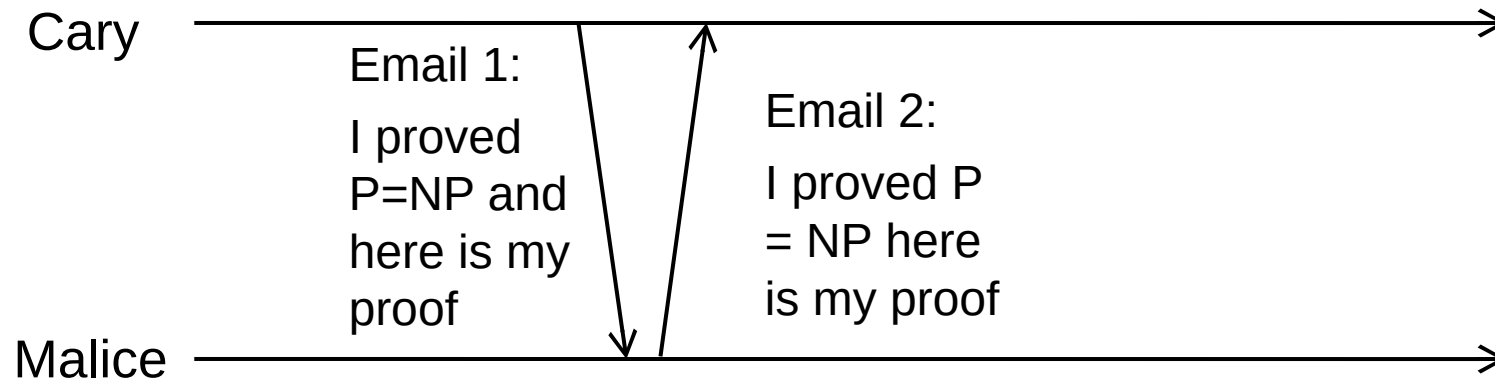 Cary
Email 1:
I proved
P=NP and
here is my
proof
Email 2:
I proved P
= NP here
is my proof
Malice